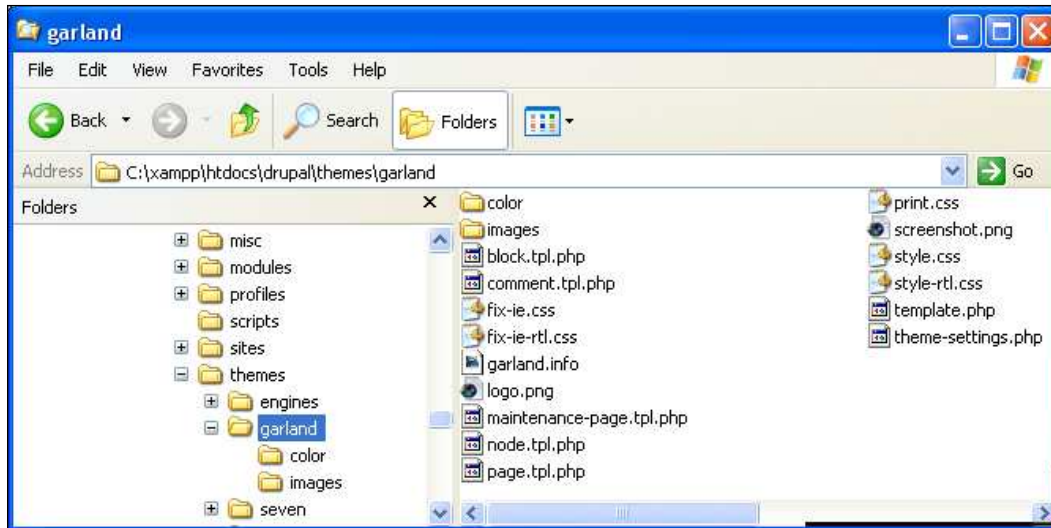 garland
File Edit View Favorites Tools Help
Back Search Folders
Address C:\xampp\htdocs\drupal\themes\garland Go
Folders
misc
modules
profiles
scripts
sites
themes
engines
garland
color
images
seven
color
images
block.tpl.php
comment.tpl.php
fix-ie.css
fix-ie-rtl.css
garland.info
logo.png
maintenance-page.tpl.php
node.tpl.php
page.tpl.php
print.css
screenshot.png
style.css
style-rtl.css
template.php
theme-settings.php